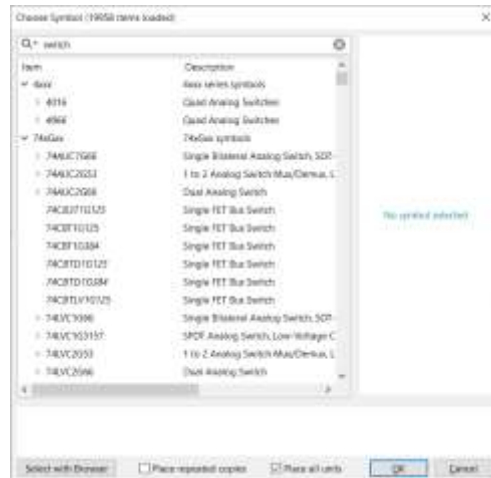 Choose Symbol (19958 items loaded)
switch
Item Description
4xxx 4xxx series symbols
4016 Quad Analog Switches
4066 Quad Analog Switches
74xGxx 74xGxx symbols
74AUC1G66 Single Bilateral Analog Switch, SOT-
74AUC2G53 1 to 2 Analog Switch Mux/Demux, L
74AUC2G66 Dual Analog Switch
74CB3T1G125 Single FET Bus Switch
74CBT1G125 Single FET Bus Switch
74CBT1G384 Single FET Bus Switch
74CBTD1G125 Single FET Bus Switch
74CBTD1G384 Single FET Bus Switch
74CBTLV1G125 Single FET Bus Switch
74LVC1G66 Single Bilateral Analog Switch, SOT-
74LVC1G3157 SPDT Analog Switch, Low-Voltage C
74LVC2G53 1 to 2 Analog Switch Mux/Demux, L
74LVC2G66 Dual Analog Switch
No symbol selected
Select with Browser Place repeated copies Place all units OK Cancel